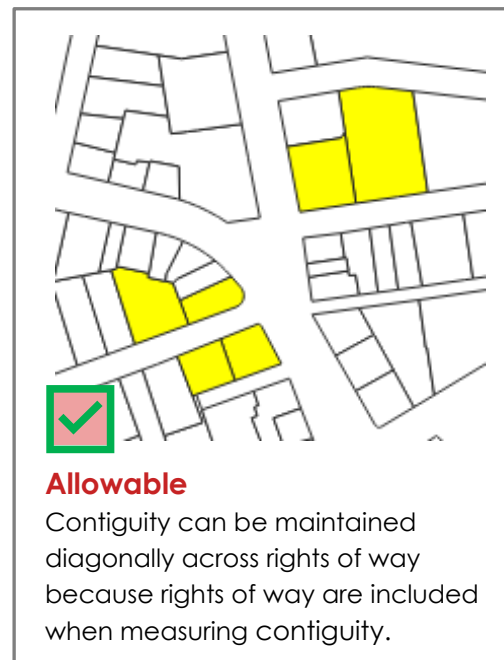 Allowable
Contiguity can be maintained
diagonally across rights of way
because rights of way are included
when measuring contiguity.